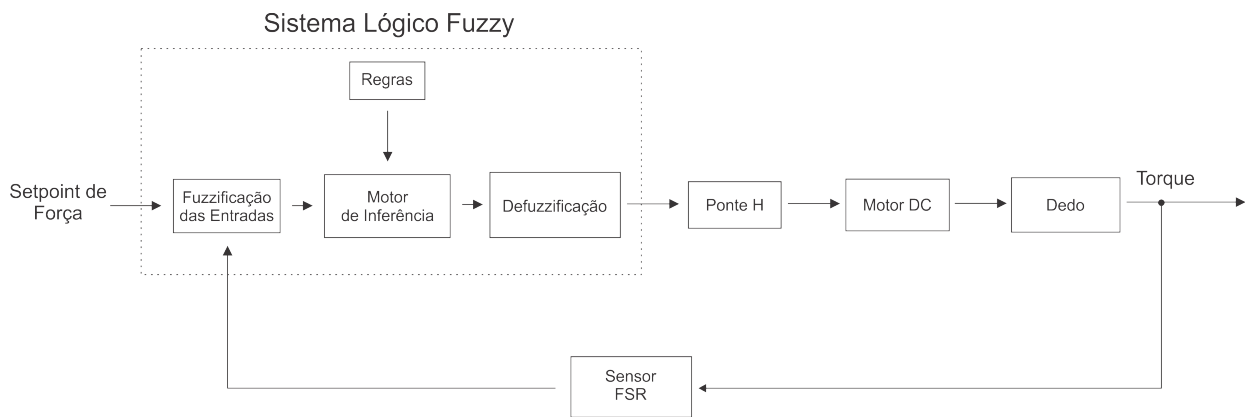 Sistema Lógico Fuzzy
Regras
Setpoint de
Força
Fuzzificação
das Entradas
Motor
de Inferência
Defuzzificação
Ponte H
Motor DC
Dedo
Torque
Sensor
FSR